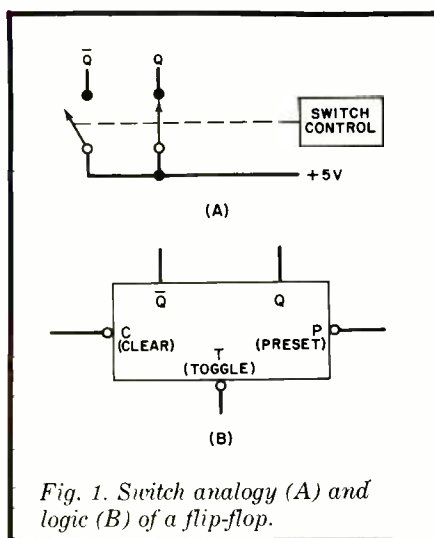 Q̄ Q
SWITCH
CONTROL
+5V
(A)
Q̄ Q
C P
(CLEAR) (PRESET)
T
(TOGGLE)
(B)
Fig. 1. Switch analogy (A) and
logic (B) of a flip-flop.